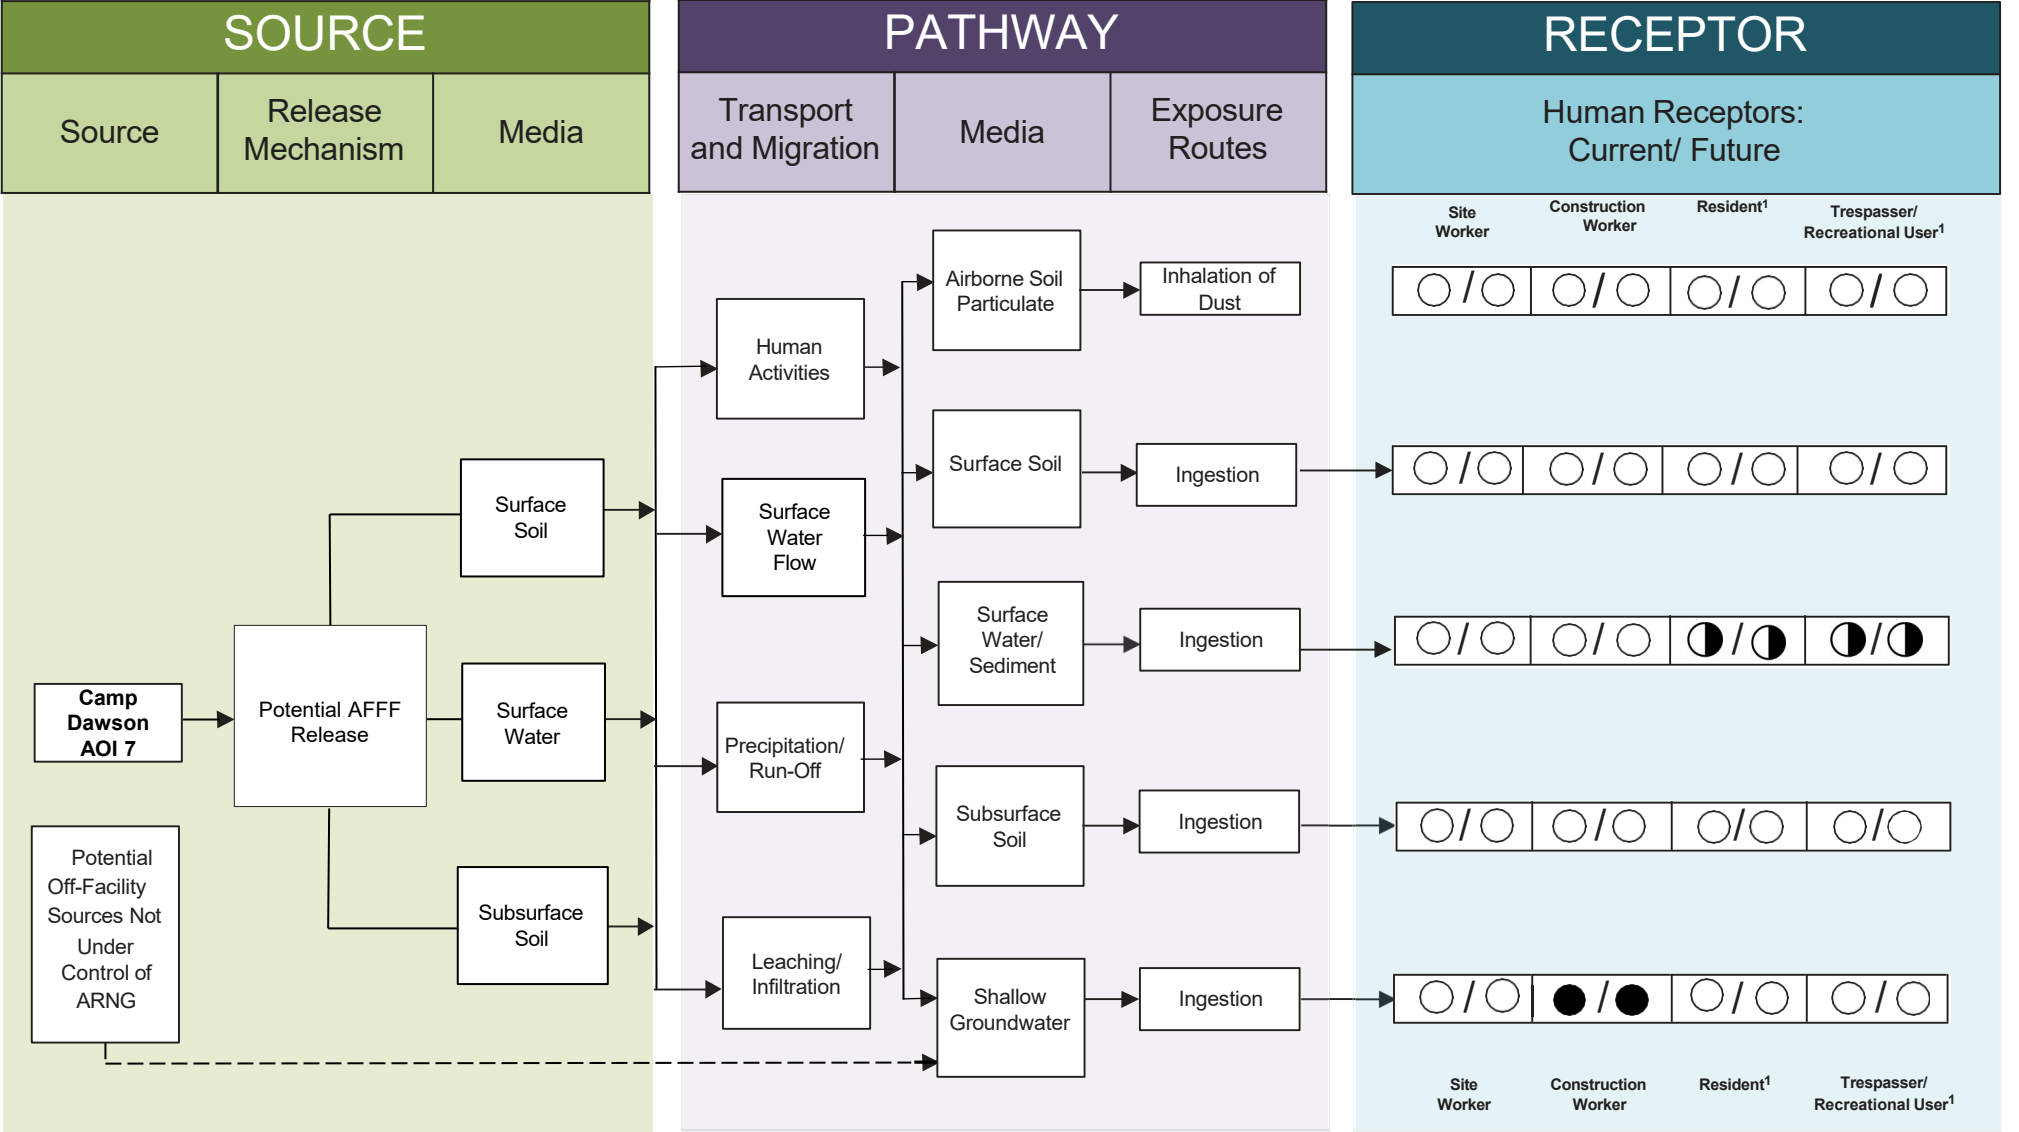 SOURCE
PATHWAY
RECEPTOR
Source
Release
Mechanism
Media
Transport
and Migration
Media
Exposure
Routes
Human Receptors:
Current/ Future
Site
Worker
Construction
Worker
Resident1
Trespasser/
Recreational User1
Airborne Soil
Particulate
Inhalation of
Dust
/
/
/
/
Human
Activities
Surface Soil
Ingestion
/
/
/
/
Surface
Soil
Surface
Water
Flow
Surface
Water/
Sediment
Ingestion
/
/
/
/
Camp
Dawson
AOI 7
Potential AFFF
Release
Surface
Water
Precipitation/
Run-Off
Subsurface
Soil
Ingestion
/
/
/
/
Potential
Off-Facility
Sources Not
Under
Control of
ARNG
Subsurface
Soil
Leaching/
Infiltration
Shallow
Groundwater
Ingestion
/
/
/
/
Site
Worker
Construction
Worker
Resident1
Trespasser/
Recreational User1